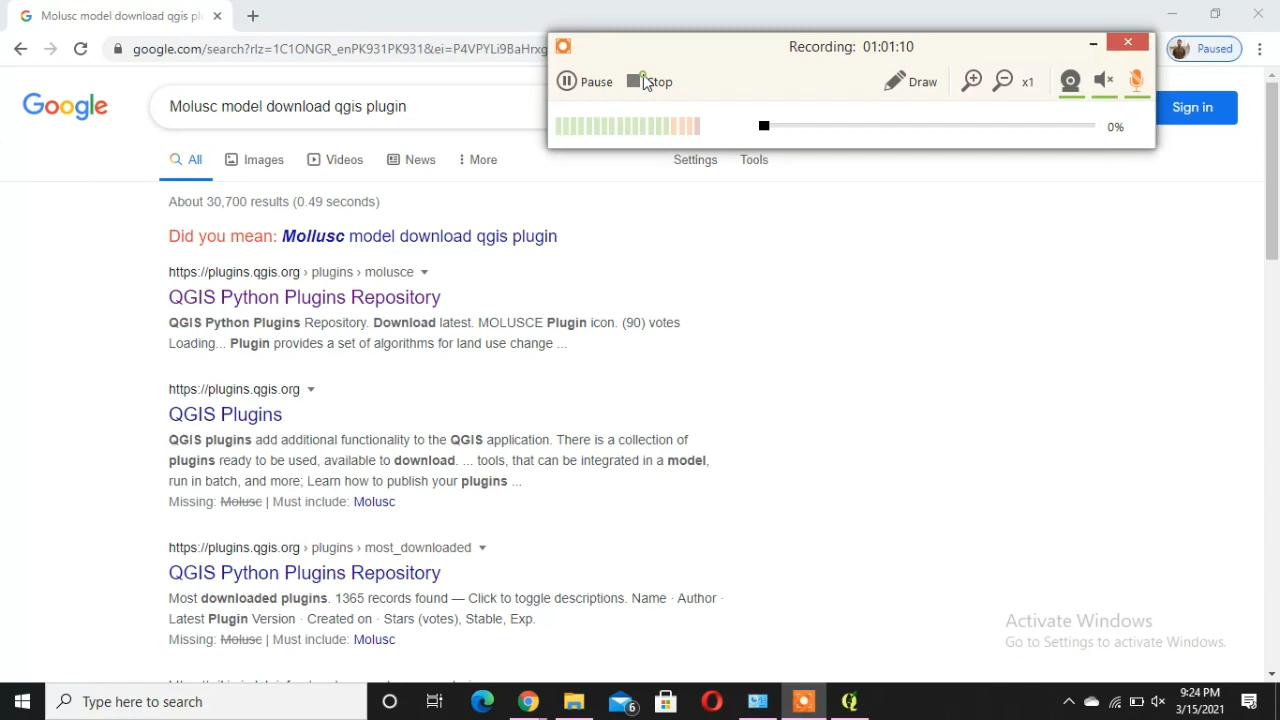 Molusc model download qgis pl
google.com/search?rlz=1C1QNGR_enPK931PK931&ei=P4VPYLi9BaHrxg
Paused
Recording: 01:01:10
Pause
Stop
Draw
x1
0%
Google
Molusc model download qgis plugin
Sign in
All
Images
Videos
News
More
Settings
Tools
About 30,700 results (0.49 seconds)
Did you mean: Mollusc model download qgis plugin
https://plugins.qgis.org › plugins › molusce
QGIS Python Plugins Repository
QGIS Python Plugins Repository. Download latest. MOLUSCE Plugin icon. (90) votes
Loading... Plugin provides a set of algorithms for land use change ...
https://plugins.qgis.org
QGIS Plugins
QGIS plugins add additional functionality to the QGIS application. There is a collection of
plugins ready to be used, available to download. ... tools, that can be integrated in a model,
run in batch, and more; Learn how to publish your plugins ...
Missing: Molusc | Must include: Molusc
https://plugins.qgis.org › plugins › most_downloaded
QGIS Python Plugins Repository
Most downloaded plugins. 1365 records found — Click to toggle descriptions. Name · Author ·
Latest Plugin Version · Created on · Stars (votes), Stable, Exp.
Missing: Molusc | Must include: Molusc
Activate Windows
Go to Settings to activate Windows.
Type here to search
6
9:24 PM
3/15/2021